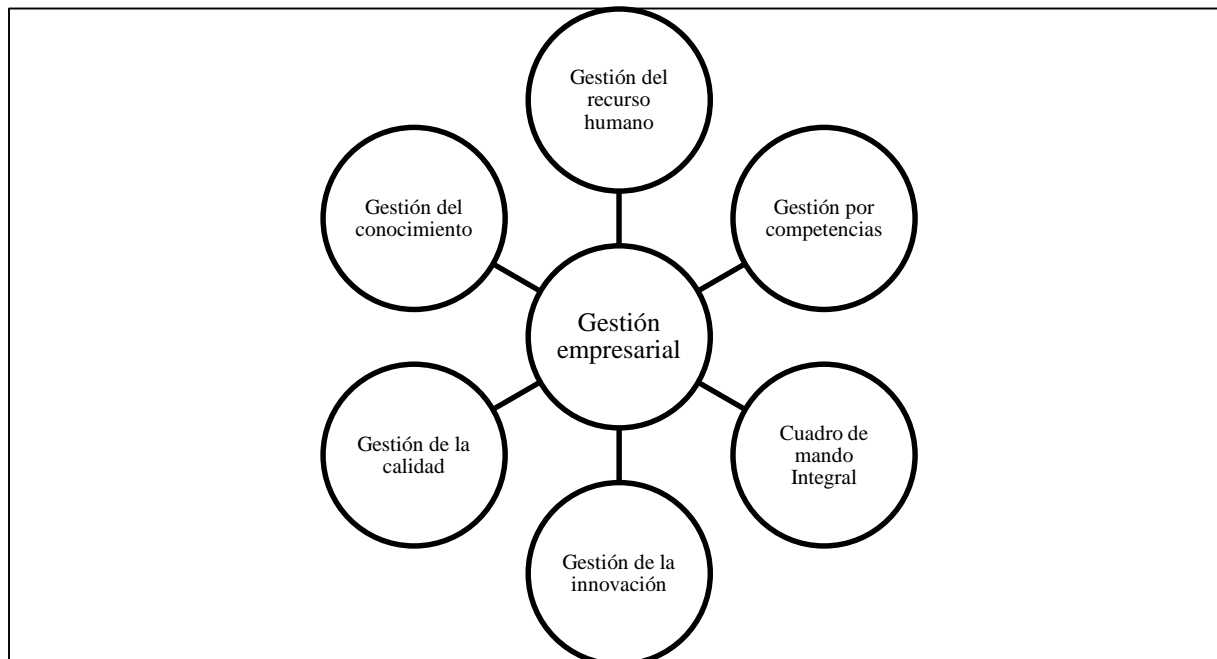 Gestión del
recurso
humano
Gestión del
conocimiento
Gestión por
competencias
Gestión
empresarial
Gestión de la
calidad
Cuadro de
mando
Integral
Gestión de la
innovación